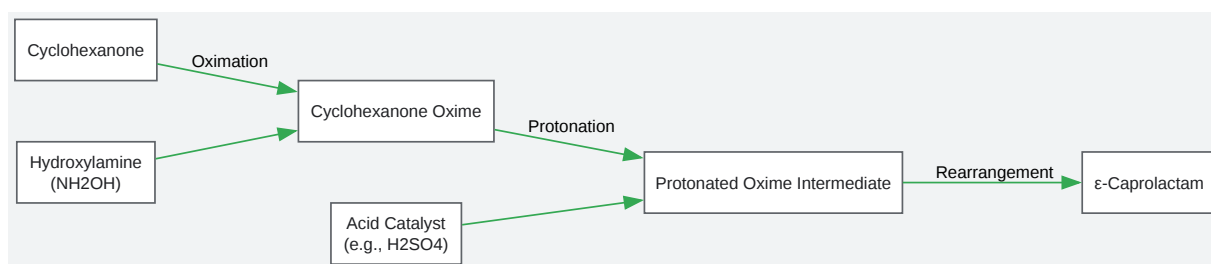 Cyclohexanone
Oximation
Cyclohexanone Oxime
Hydroxylamine
(NH2OH)
Protonation
Acid Catalyst
(e.g., H2SO4)
Protonated Oxime Intermediate
Rearrangement
ε-Caprolactam